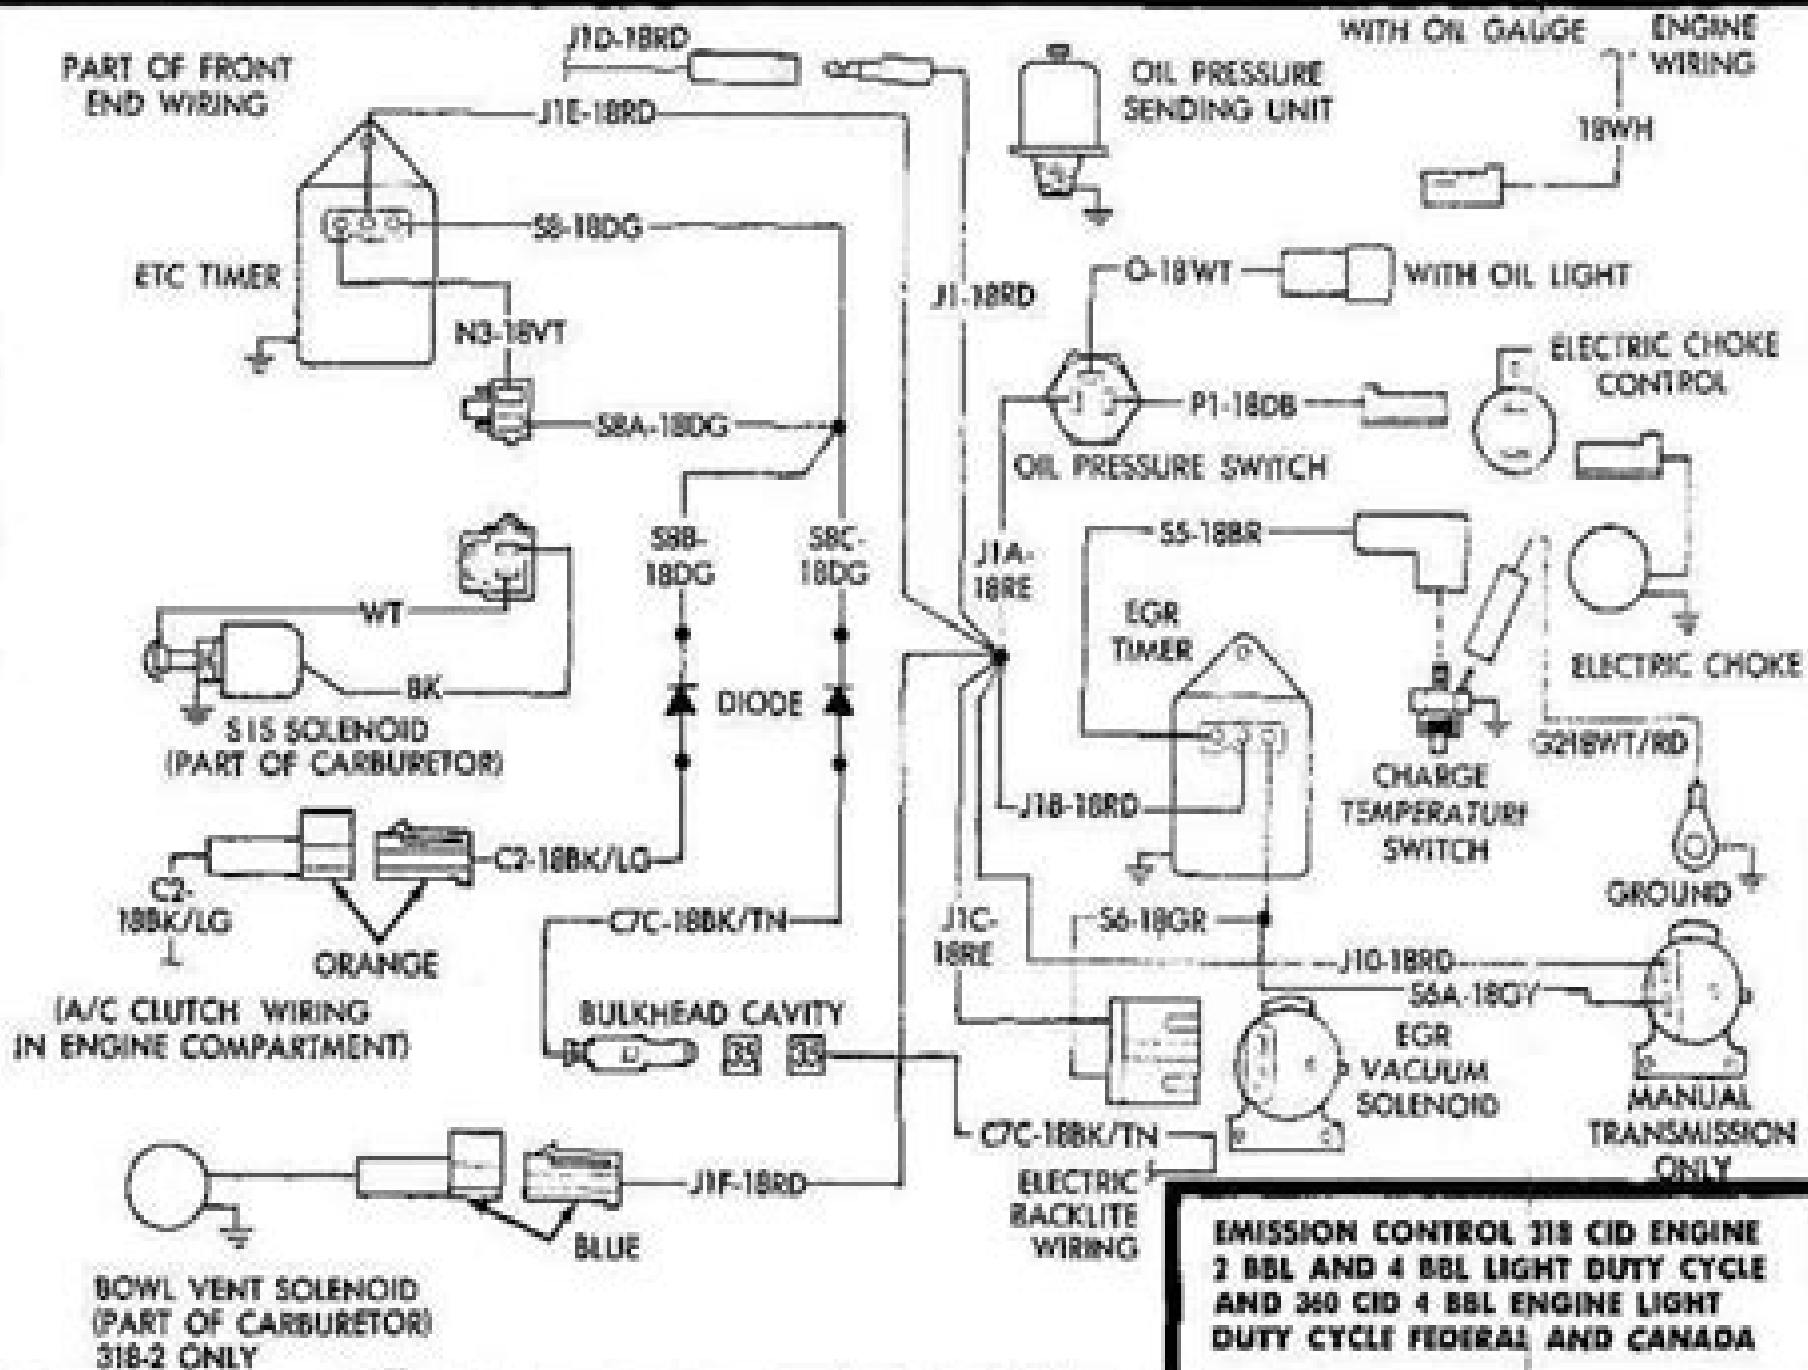 PART OF FRONT
END WIRING
J1D-18RD
J1E-18RD
OIL PRESSURE
SENDING UNIT
WITH OIL GAUGE
ENGINE
WIRING
18WH
S8-18DG
ETC TIMER
N3-18VT
J1-18RD
O-18WT
WITH OIL LIGHT
ELECTRIC CHOKE
CONTROL
P1-18DB
S8A-18DG
OIL PRESSURE SWITCH
S8B-
18DG
S8C-
18DG
J1A-
18RE
S5-18BR
WT
EGR
TIMER
ELECTRIC CHOKE
BK
DIODE
S15 SOLENOID
(PART OF CARBURETOR)
G218WT/RD
CHARGE
TEMPERATURE
SWITCH
J1B-18RD
C2-18BK/LG
C2-
18BK/LG
GROUND
ORANGE
C7C-18BK/TN
J1C-
18RE
S6-18GR
J10-18RD
S6A-18GY
(A/C CLUTCH WIRING
IN ENGINE COMPARTMENT)
BULKHEAD CAVITY
35
33
EGR
VACUUM
SOLENOID
MANUAL
TRANSMISSION
ONLY
C7C-18BK/TN
ELECTRIC
BACKLITE
WIRING
J1F-18RD
BLUE
BOWL VENT SOLENOID
(PART OF CARBURETOR)
318-2 ONLY
EMISSION CONTROL 318 CID ENGINE
2 BBL AND 4 BBL LIGHT DUTY CYCLE
AND 360 CID 4 BBL ENGINE LIGHT
DUTY CYCLE FEDERAL AND CANADA